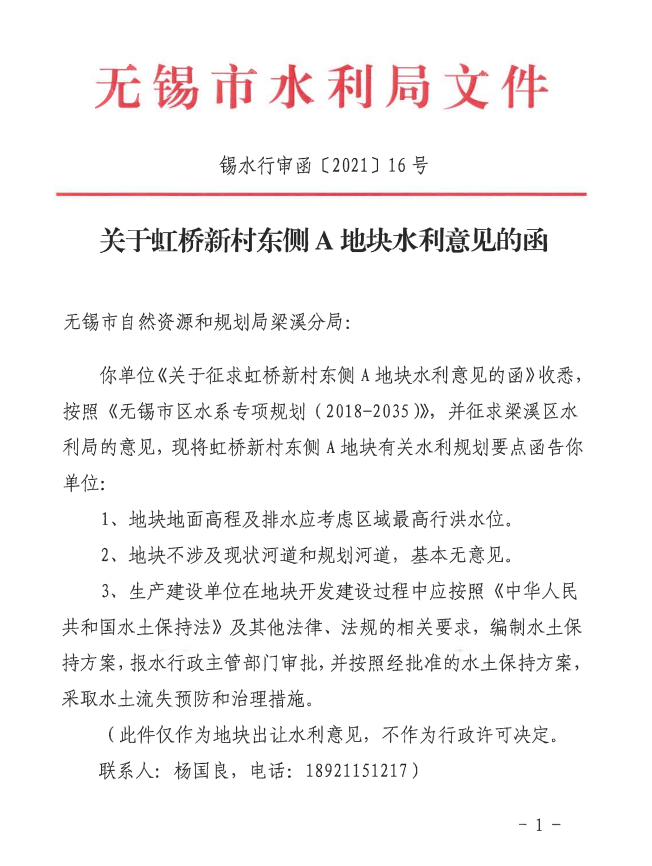 无锡市水利局文件
锡水行审函〔2021〕16 号
关于虹桥新村东侧 A 地块水利意见的函
无锡市自然资源和规划局梁溪分局：
你单位《关于征求虹桥新村东侧 A 地块水利意见的函》收悉，
按照《无锡市区水系专项规划（2018-2035）》，并征求梁溪区水
利局的意见，现将虹桥新村东侧 A 地块有关水利规划要点函告你
单位：
1、地块地面高程及排水应考虑区域最高行洪水位。
2、地块不涉及现状河道和规划河道，基本无意见。
3、生产建设单位在地块开发建设过程中应按照《中华人民
共和国水土保持法》及其他法律、法规的相关要求，编制水土保
持方案，报水行政主管部门审批，并按照经批准的水土保持方案，
采取水土流失预防和治理措施。
（此件仅作为地块出让水利意见，不作为行政许可决定。
联系人：杨国良，电话：18921151217）
- 1 -